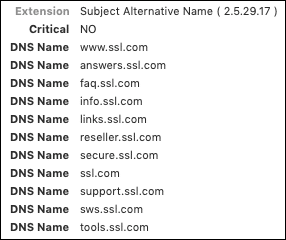 Extension Subject Alternative Name ( 2.5.29.17 )
Critical NO
DNS Name www.ssl.com
DNS Name answers.ssl.com
DNS Name faq.ssl.com
DNS Name info.ssl.com
DNS Name links.ssl.com
DNS Name reseller.ssl.com
DNS Name secure.ssl.com
DNS Name ssl.com
DNS Name support.ssl.com
DNS Name sws.ssl.com
DNS Name tools.ssl.com